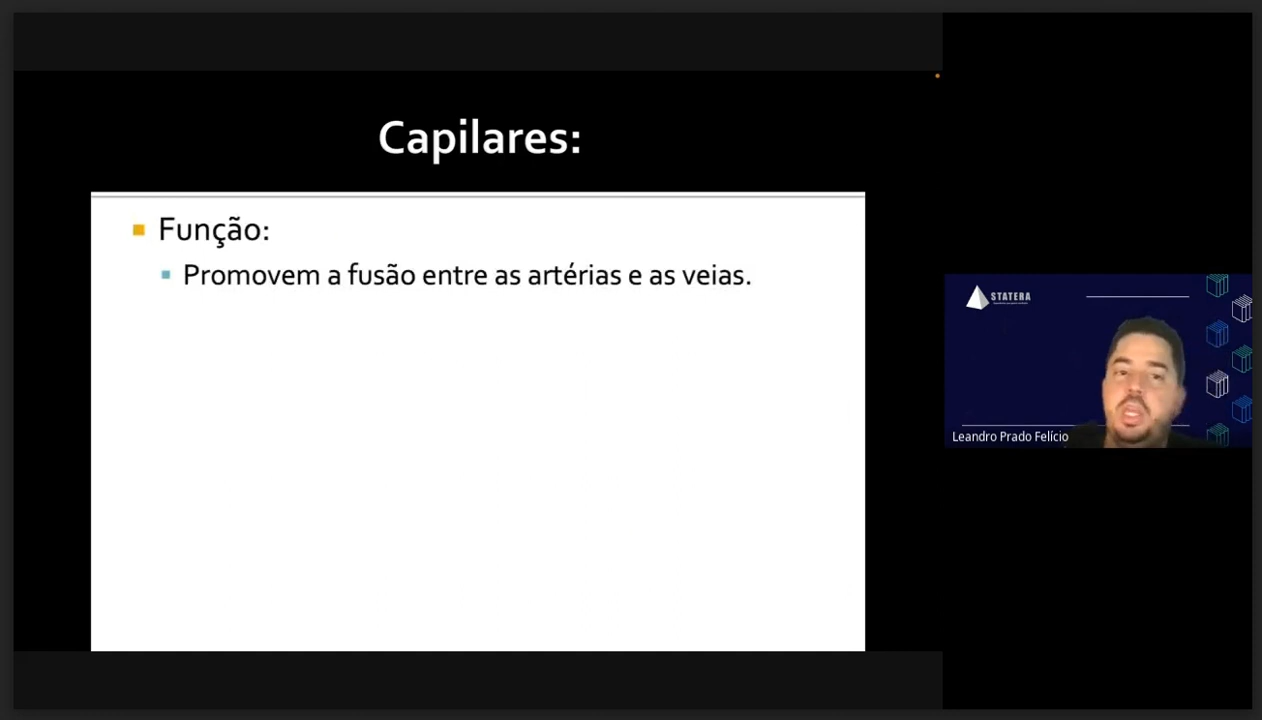 Capilares:
Função:
Promovem a fusão entre as artérias e as veias.
STATERA
Leandro Prado Felício